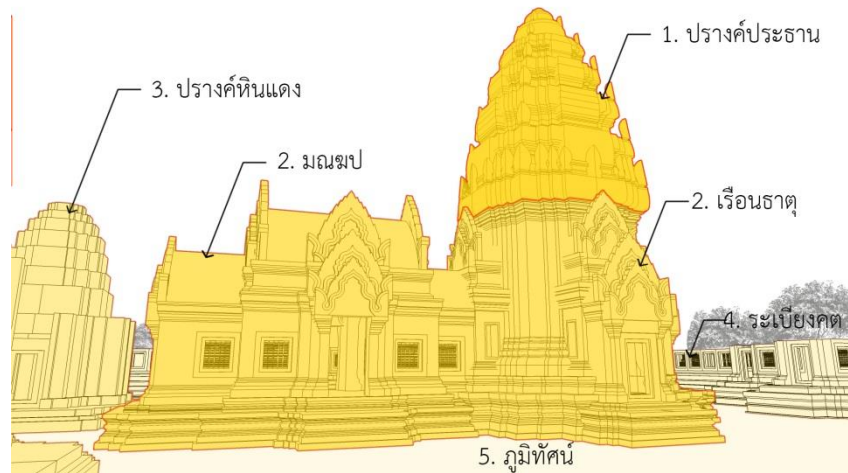 1. ปรางค์ประธาน
3. ปรางค์หินแดง
2. มณฆป
2. เรือนธาตุ
4. ระเบียงคต
5. ภูมิทัศน์